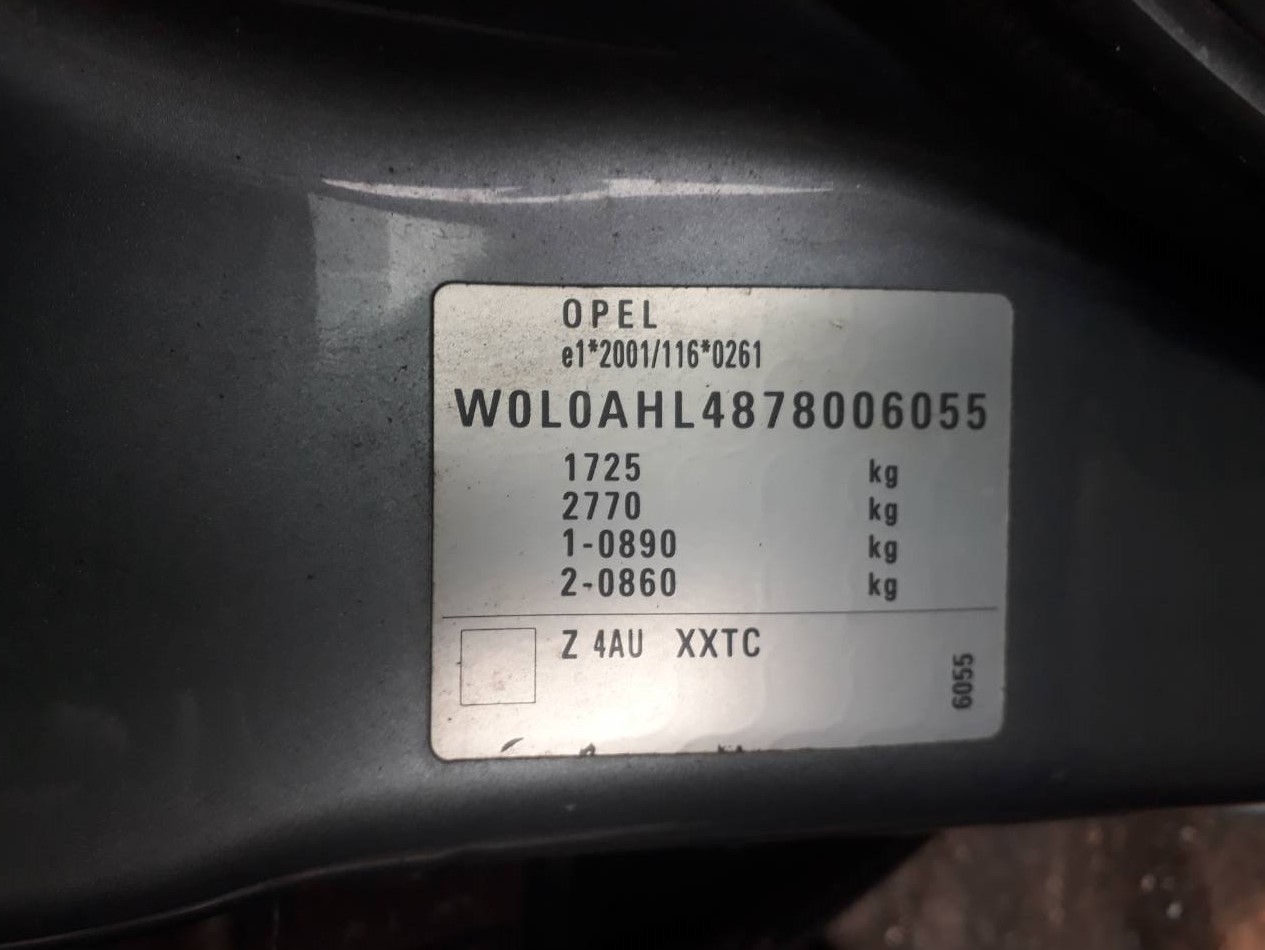 OPEL
e1*2001/116*0261
W0L0AHL4878006055
1725 kg
2770 kg
1-0890 kg
2-0860 kg
Z 4AU XXTC
6055